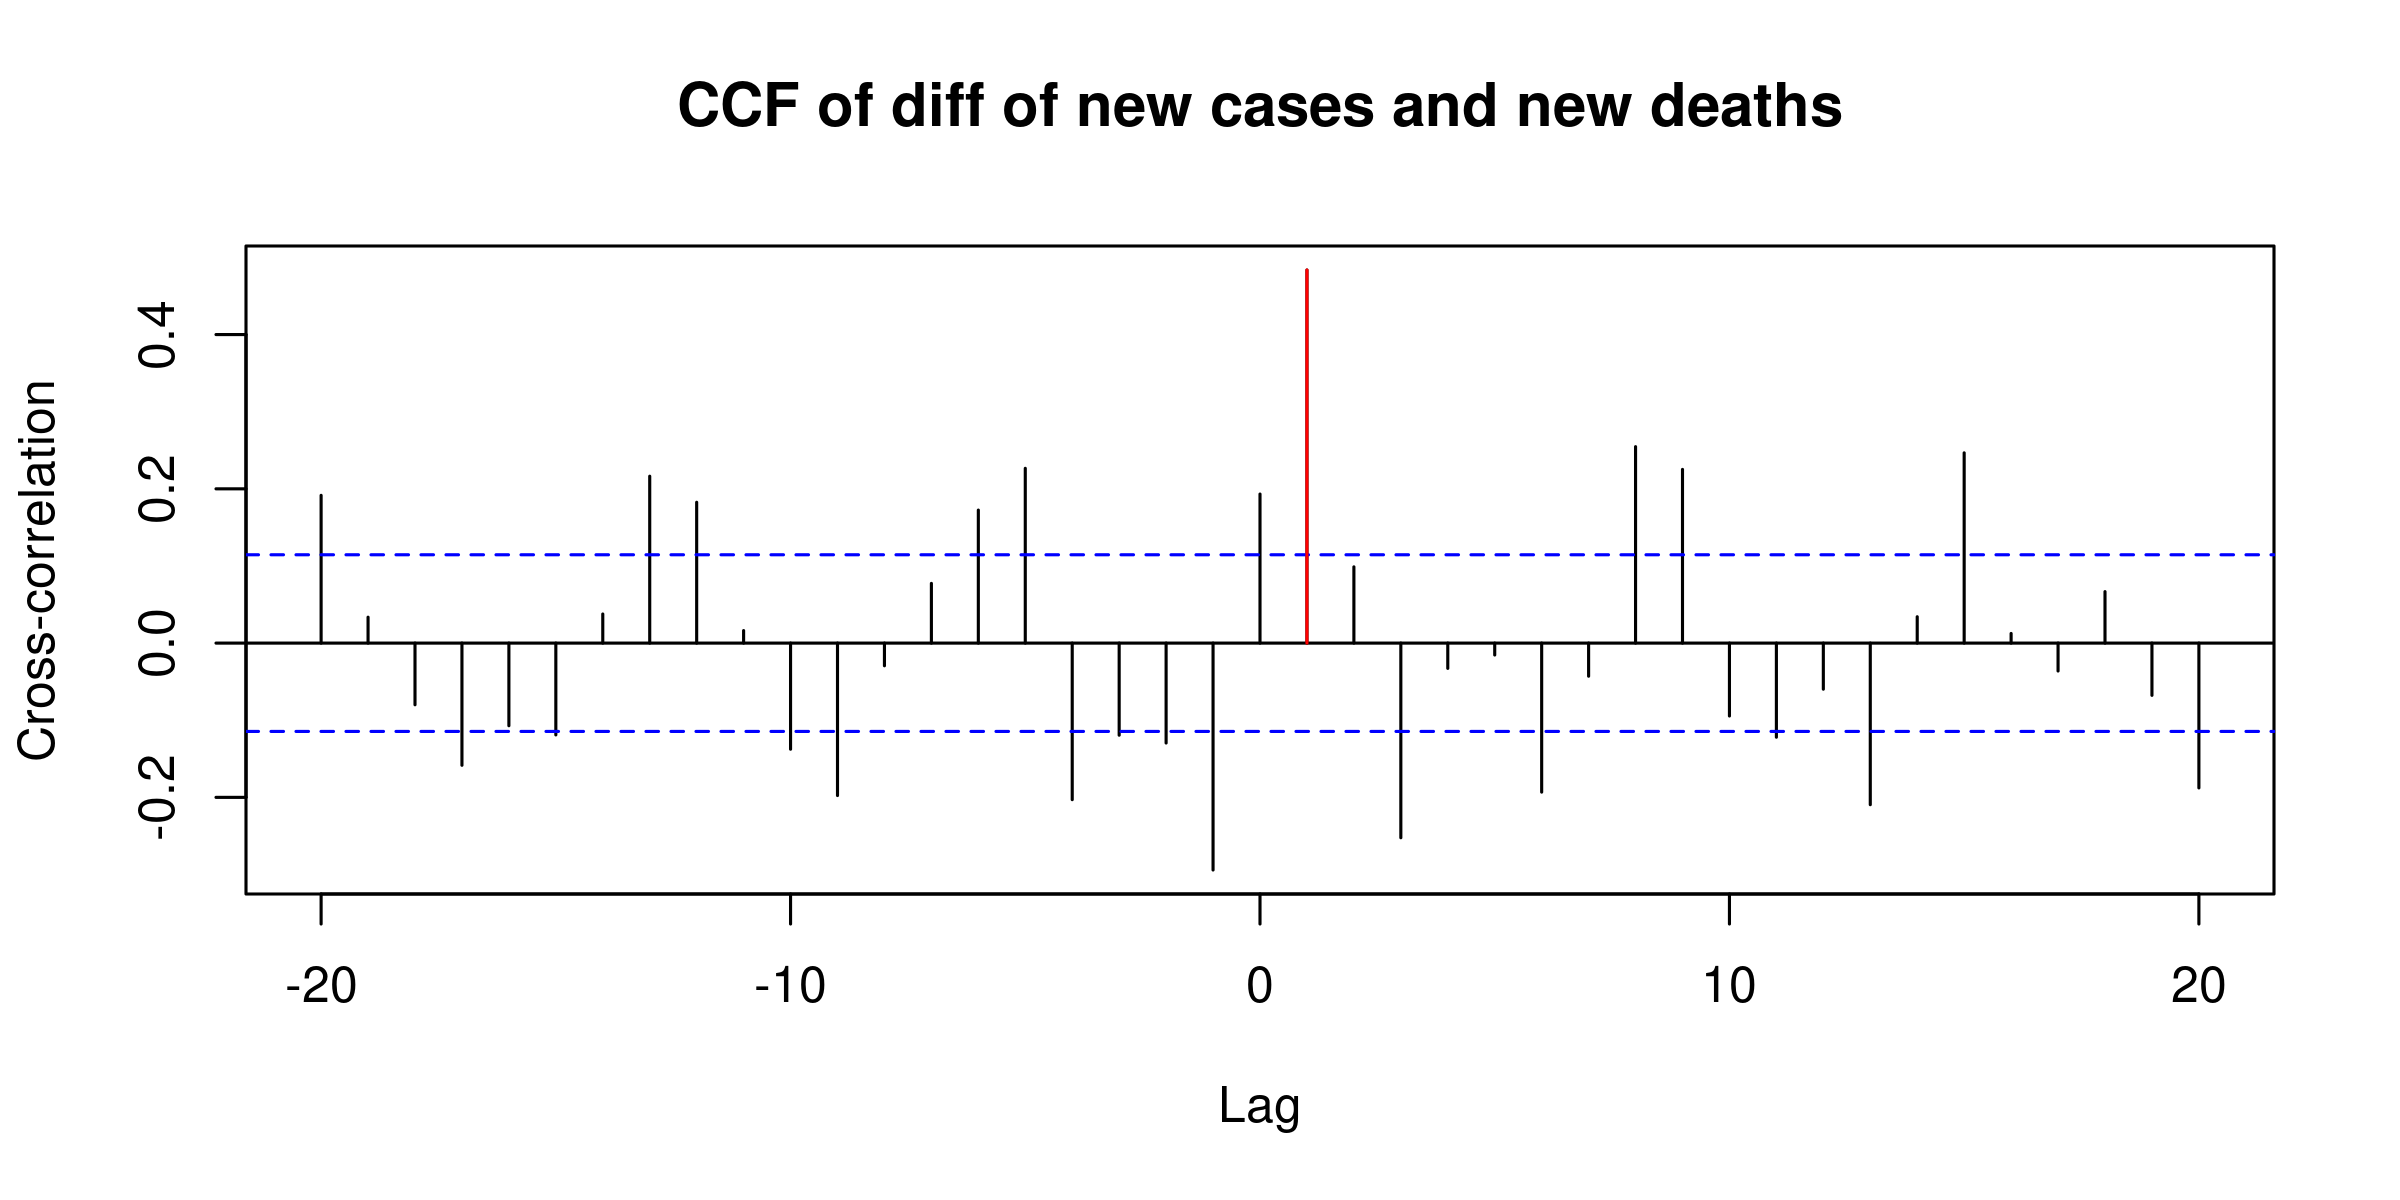 CCF of diff of new cases and new deaths
Cross-correlation
0.4
0.2
0.0
-0.2
-20 -10 0 10 20
Lag